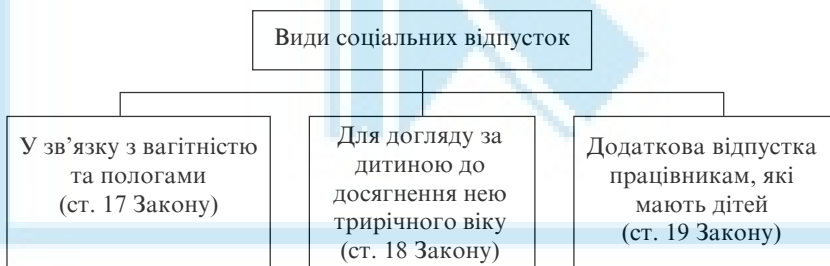 Види соціальних відпусток
У зв’язку з вагітністю
та пологами
(ст. 17 Закону)
Для догляду за
дитиною до
досягнення нею
трирічного віку
(ст. 18 Закону)
Додаткова відпустка
працівникам, які
мають дітей
(ст. 19 Закону)